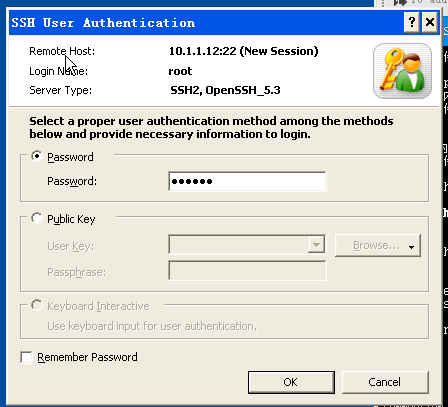 SSH User Authentication
Remote Host: 10.1.1.12:22 (New Session)
Login Name: root
Server Type: SSH2, OpenSSH_5.3
Select a proper user authentication method among the methods
below and provide necessary information to login.
Password
Password: ●●●●●●
Public Key
User Key: Browse...
Passphrase:
Keyboard Interactive
Use keyboard input for user authentication.
Remember Password
OK Cancel